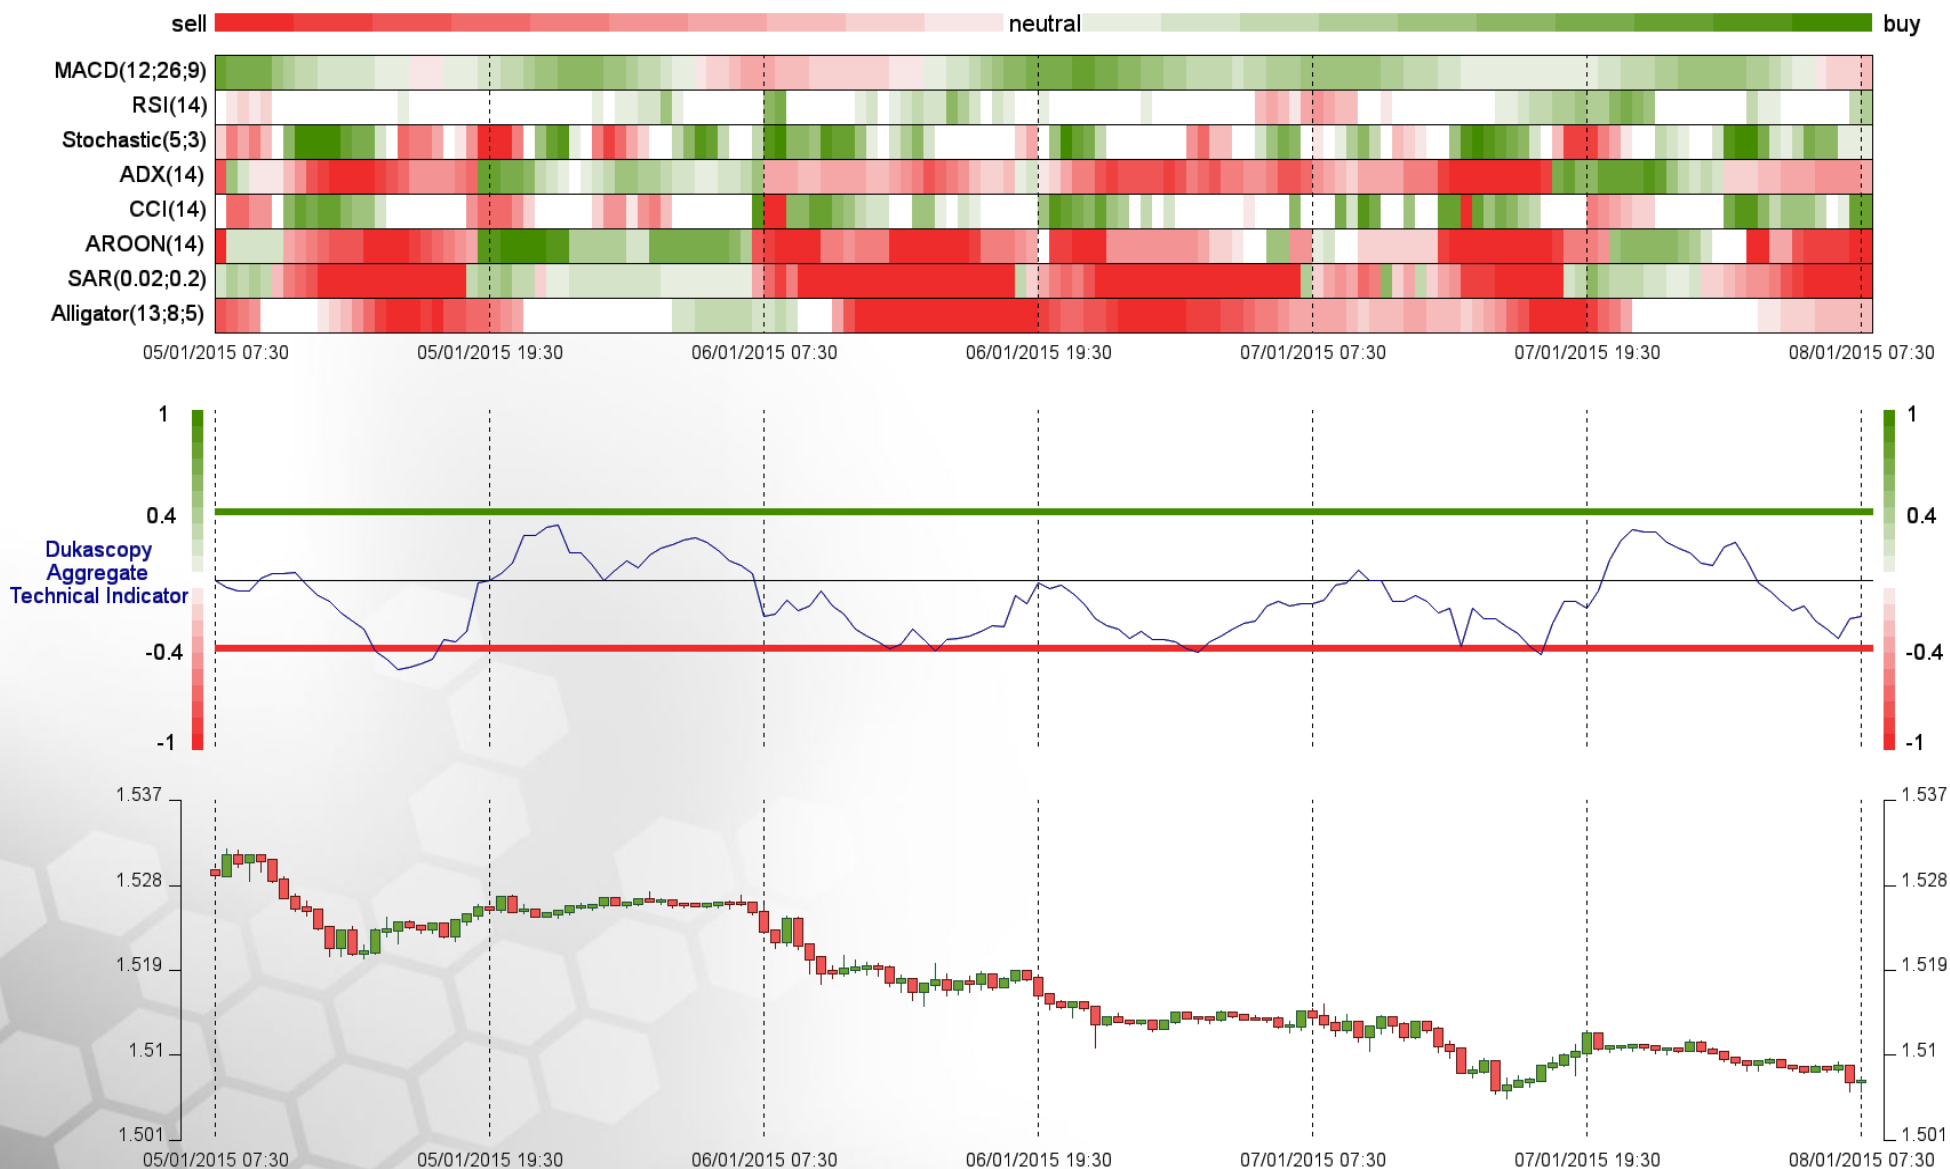 sell neutral buy
MACD(12;26;9)
RSI(14)
Stochastic(5;3)
ADX(14)
CCI(14)
AROON(14)
SAR(0.02;0.2)
Alligator(13;8;5)
05/01/2015 07:30 05/01/2015 19:30 06/01/2015 07:30 06/01/2015 19:30 07/01/2015 07:30 07/01/2015 19:30 08/01/2015 07:30
1 1
0.4 0.4
Dukascopy
Aggregate
Technical Indicator
-0.4 -0.4
-1 -1
1.537 1.537
1.528 1.528
1.519 1.519
1.51 1.51
1.501 1.501
05/01/2015 07:30 05/01/2015 19:30 06/01/2015 07:30 06/01/2015 19:30 07/01/2015 07:30 07/01/2015 19:30 08/01/2015 07:30